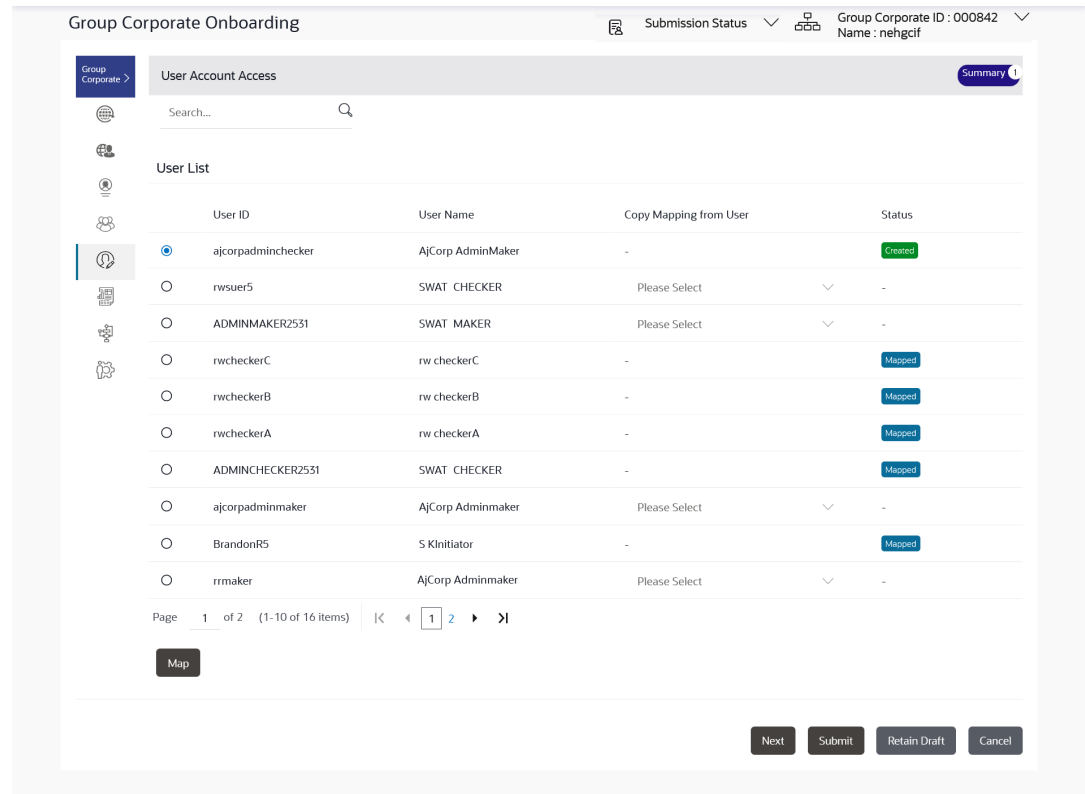 Group Corporate Onboarding
Submission Status
Group Corporate ID : 000842
Name : nehgcif
Group
Corporate >
User Account Access
Summary 1
Search...
User List
User ID User Name Copy Mapping from User Status
ajcorpadminchecker AjCorp AdminMaker - Created
rwsuer5 SWAT CHECKER Please Select -
ADMINMAKER2531 SWAT MAKER Please Select -
rwcheckerC rw checkerC - Mapped
rwcheckerB rw checkerB - Mapped
rwcheckerA rw checkerA - Mapped
ADMINCHECKER2531 SWAT CHECKER - Mapped
ajcorpadminmaker AjCorp Adminmaker Please Select -
BrandonR5 S KInitiator - Mapped
rrmaker AjCorp Adminmaker Please Select -
Page 1 of 2 (1-10 of 16 items) 1 2
Map
Next Submit Retain Draft Cancel